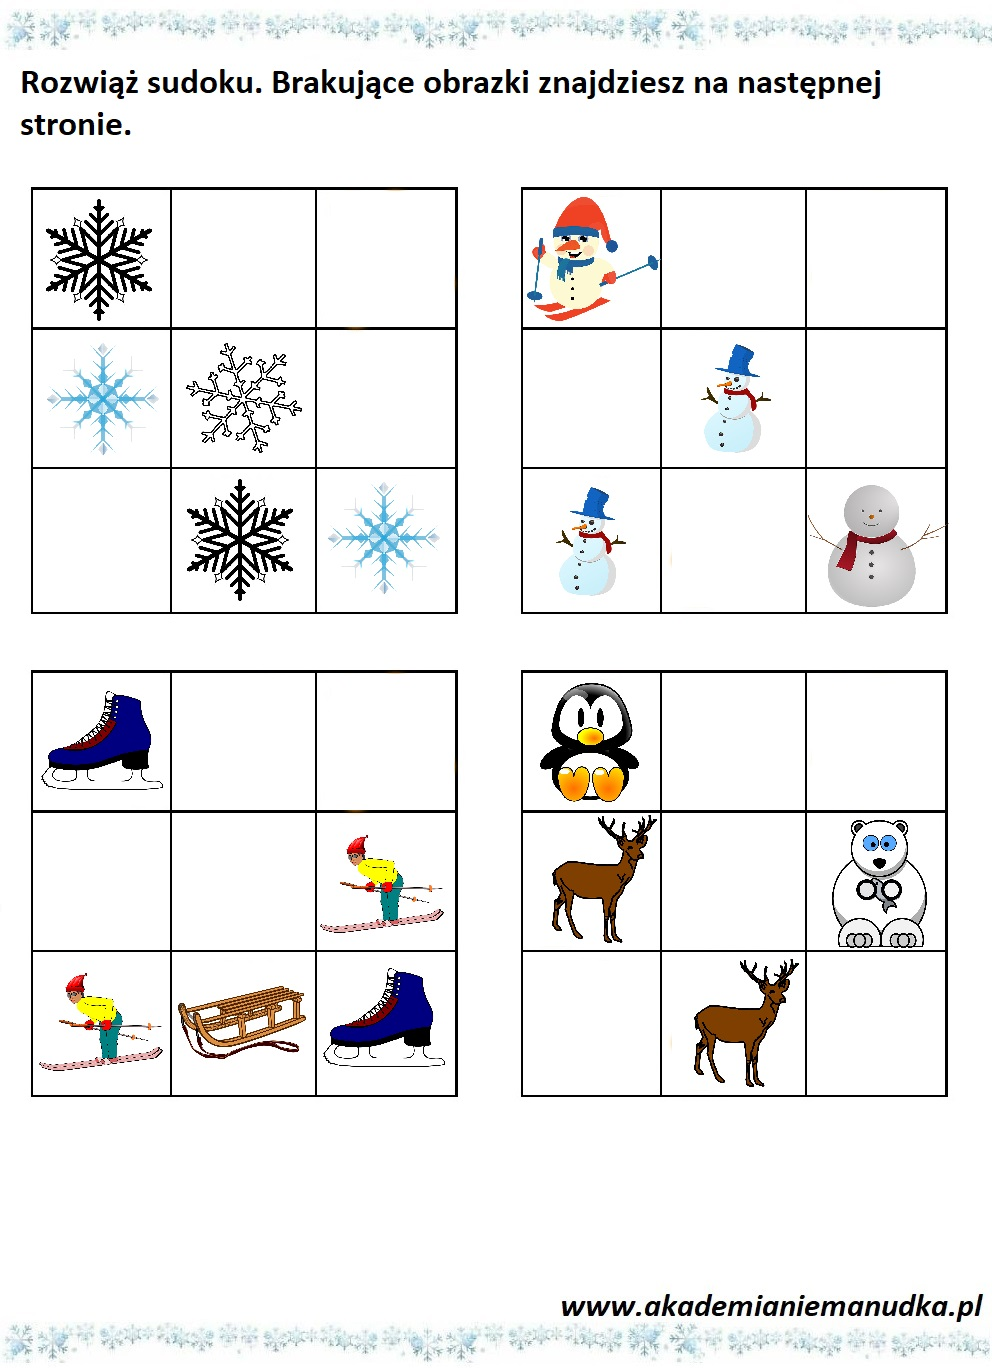 Rozwiąż sudoku. Brakujące obrazki znajdziesz na następnej
stronie.
www.akademianiemanudka.pl